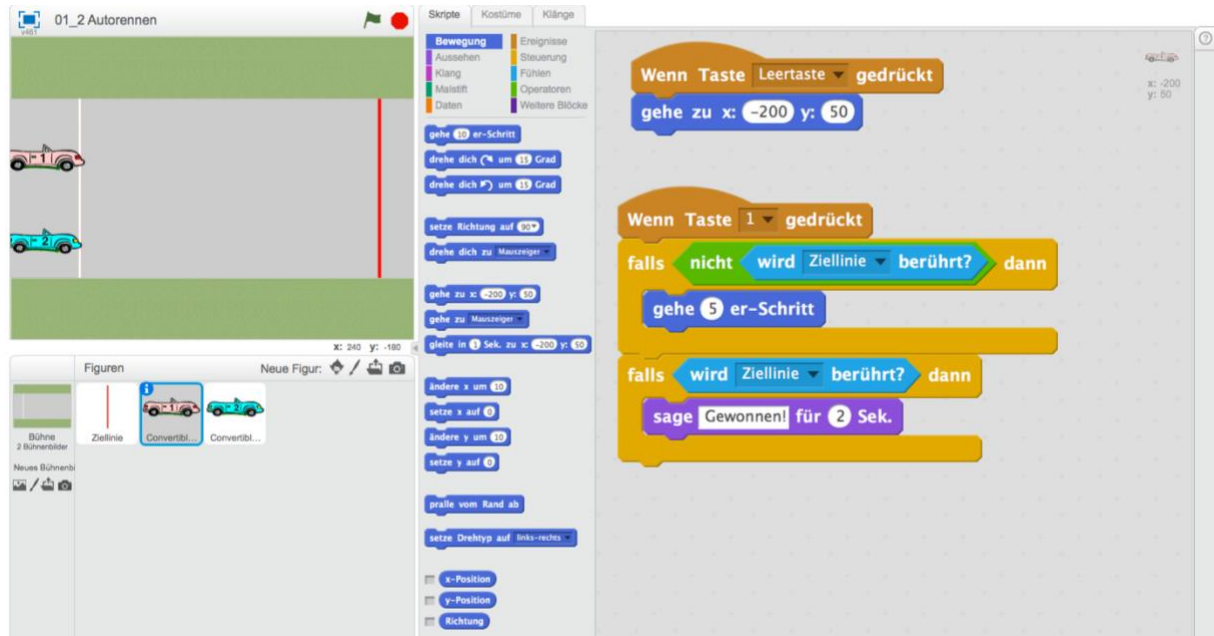 01_2 Autorennen
v461
1
2
x: 240 y: -180
Figuren
Neue Figur:
Bühne
2 Bühnenbilder
Neues Bühnenbi
Ziellinie
Convertibl...
Convertibl...
Skripte Kostüme Klänge
Bewegung Ereignisse
Aussehen Steuerung
Klang Fühlen
Malstift Operatoren
Daten Weitere Blöcke
gehe 10 er-Schritt
drehe dich um 15 Grad
drehe dich um 15 Grad
setze Richtung auf 90
drehe dich zu Mauszeiger
gehe zu x: -200 y: 50
gehe zu Mauszeiger
gleite in 1 Sek. zu x: -200 y: 50
ändere x um 10
setze x auf 0
ändere y um 10
setze y auf 0
pralle vom Rand ab
setze Drehtyp auf links-rechts
x-Position
y-Position
Richtung
Wenn Taste Leertaste gedrückt
gehe zu x: -200 y: 50
Wenn Taste 1 gedrückt
falls nicht wird Ziellinie berührt? dann
gehe 5 er-Schritt
falls wird Ziellinie berührt? dann
sage Gewonnen! für 2 Sek.
x: -200
y: 50